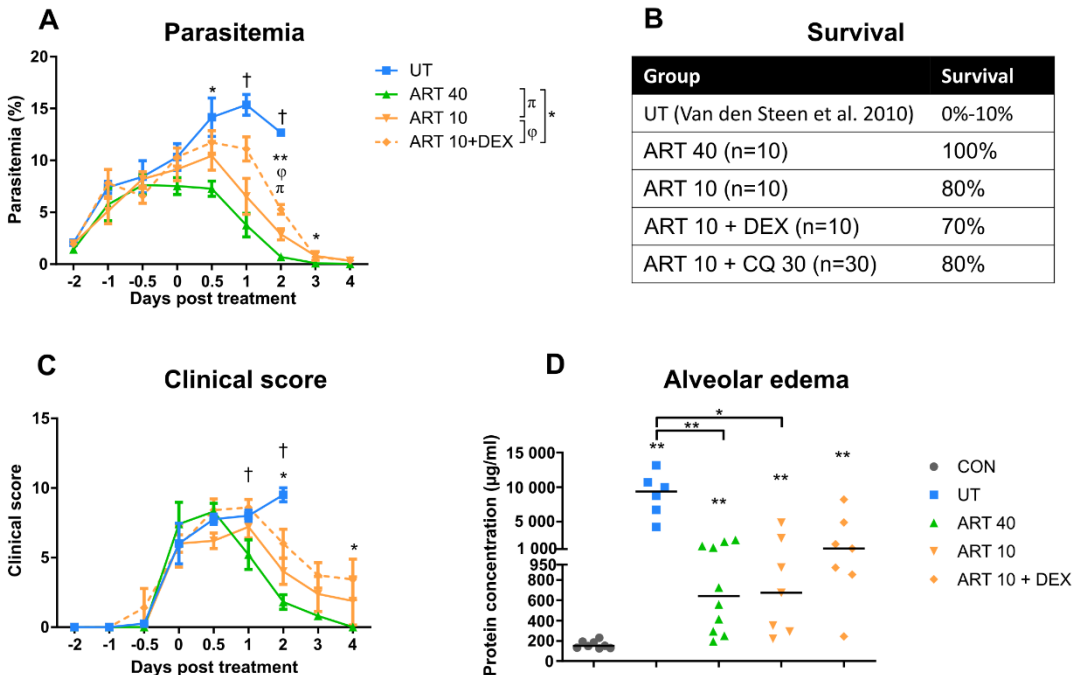 A
Parasitemia
20
15
10
5
0
Parasitemia (%)
* † †
**
φ
π
*
-2 -1 -0.5 0 0.5 1 2 3 4
Days post treatment
UT
ART 40
ART 10
ART 10+DEX
π
φ
*
B
Survival
Group Survival
UT (Van den Steen et al. 2010) 0%-10%
ART 40 (n=10) 100%
ART 10 (n=10) 80%
ART 10 + DEX (n=10) 70%
ART 10 + CQ 30 (n=30) 80%
C
Clinical score
15
10
5
0
Clinical score
† †
*
*
-2 -1 -0.5 0 0.5 1 2 3 4
Days post treatment
D
Alveolar edema
Protein concentration (µg/ml)
15 000
10 000
5 000
1 000
950
800
600
400
200
0
*
**
** ** ** **
CON
UT
ART 40
ART 10
ART 10 + DEX